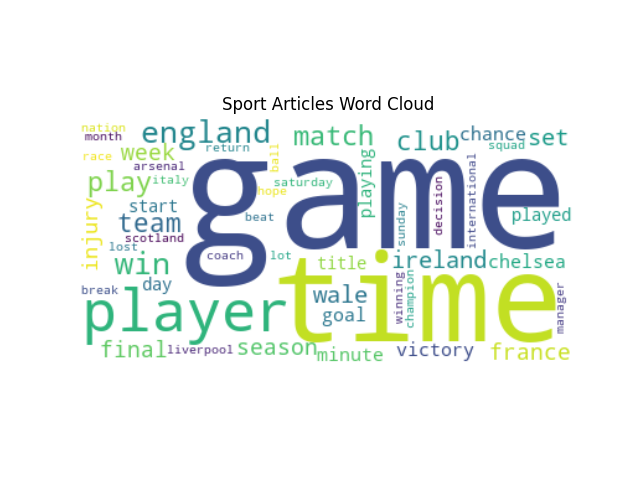 Sport Articles Word Cloud
nation
month
england
return
ball
match
club
chance
set
squad
race
week
arsenal
game
play
italy
saturday
hope
playing
sunday
decision
international
injury
start
team
scotland
beat
played
lost
win
coach
lot
time
title
ireland
chelsea
break
day
player
wale
goal
winning
champion
manager
final
liverpool
season
minute
victory
france